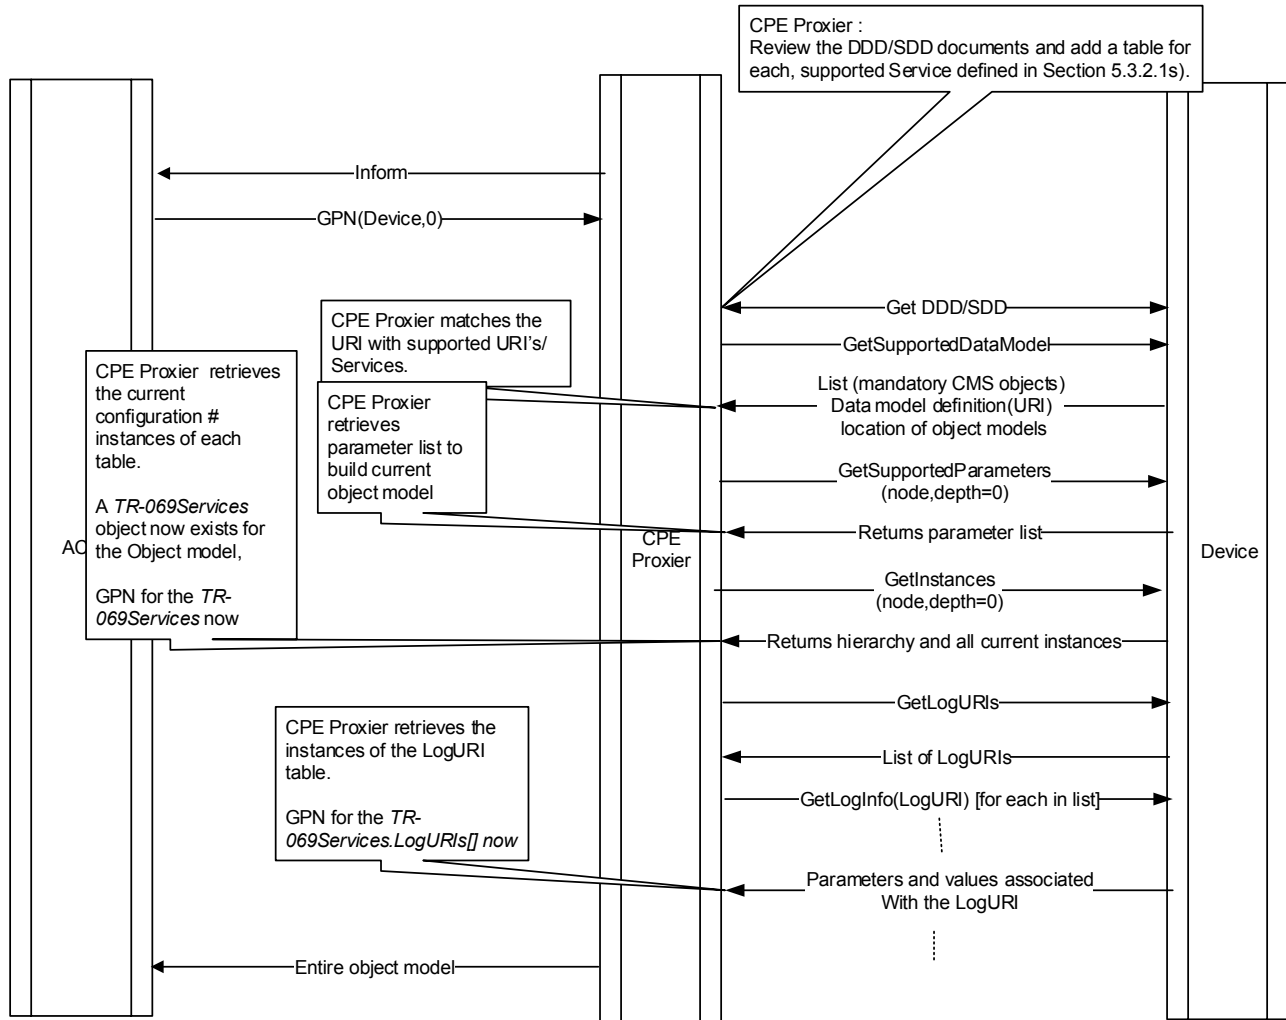 CPE Proxier :
Review the DDD/SDD documents and add a table for
each, supported Service defined in Section 5.3.2.1s).
Inform
GPN(Device,0)
Get DDD/SDD
CPE Proxier matches the
URI with supported URI's/
Services.
GetSupportedDataModel
CPE Proxier retrieves
the current
configuration #
instances of each
table.
A TR-069Services
object now exists for
the Object model,
GPN for the TR-
069Services now
CPE Proxier
retrieves
parameter list to
build current
object model
List (mandatory CMS objects)
Data model definition(URI)
location of object models
GetSupportedParameters
(node,depth=0)
Returns parameter list
AC
CPE
Proxier
Device
GetInstances
(node,depth=0)
Returns hierarchy and all current instances
GetLogURIs
CPE Proxier retrieves the
instances of the LogURI
table.
GPN for the TR-
069Services.LogURIs[] now
List of LogURIs
GetLogInfo(LogURI) [for each in list]
Parameters and values associated
With the LogURI
Entire object model